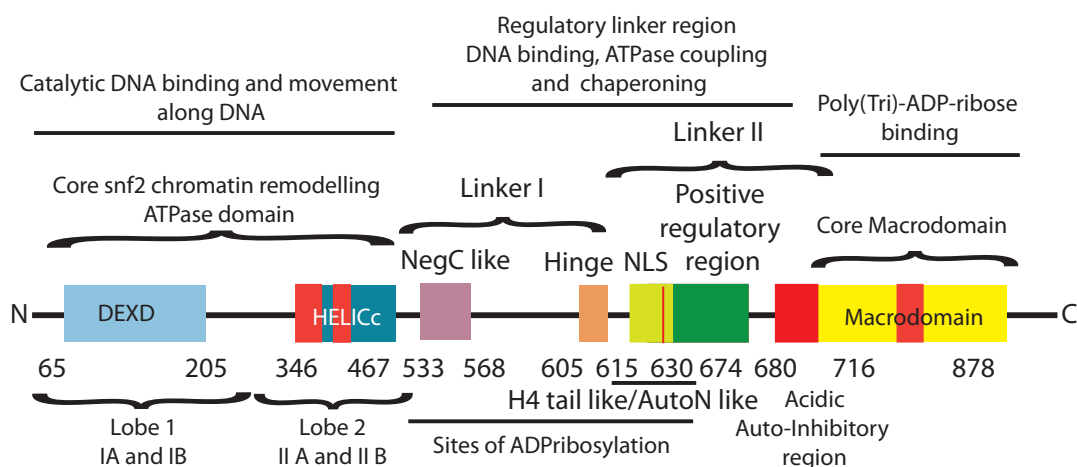 Regulatory linker region
DNA binding, ATPase coupling
and chaperoning
Catalytic DNA binding and movement
along DNA
Poly(Tri)-ADP-ribose
binding
Linker II
Core snf2 chromatin remodelling
ATPase domain
Linker I
Positive
regulatory
region
Core Macrodomain
NegC like
Hinge
NLS
N
DEXD
HELICc
Macrodomain
C
65 205 346 467 533 568 605 615 630 674 680 716 878
H4 tail like/AutoN like
Lobe 1
IA and IB
Lobe 2
II A and II B
Sites of ADPribosylation
Acidic
Auto-Inhibitory
region